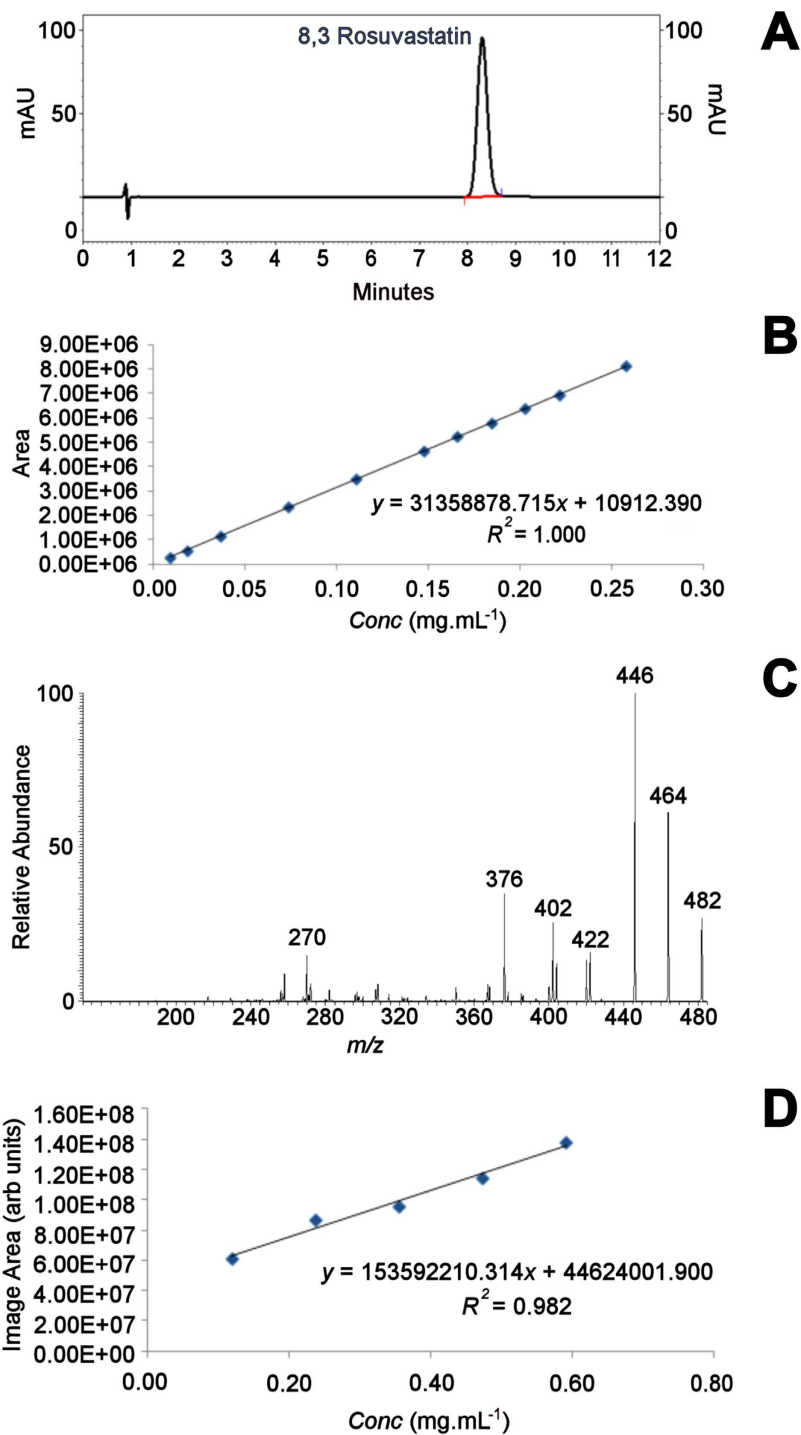 A
8,3 Rosuvastatin
100
50
0
mAU
100
50
0
mAU
0 1 2 3 4 5 6 7 8 9 10 11 12
Minutes
B
9.00E+06
8.00E+06
7.00E+06
6.00E+06
5.00E+06
4.00E+06
3.00E+06
2.00E+06
1.00E+06
0.00E+06
Area
y = 31358878.715x + 10912.390
R² = 1.000
0.00 0.05 0.10 0.15 0.20 0.25 0.30
Conc (mg.mL⁻¹)
C
100
50
0
Relative Abundance
446
464
376
402
482
422
270
200 240 280 320 360 400 440 480
m/z
D
1.60E+08
1.40E+08
1.20E+08
1.00E+08
8.00E+07
6.00E+07
4.00E+07
2.00E+07
0.00E+00
Image Area (arb units)
y = 153592210.314x + 44624001.900
R² = 0.982
0.00 0.20 0.40 0.60 0.80
Conc (mg.mL⁻¹)